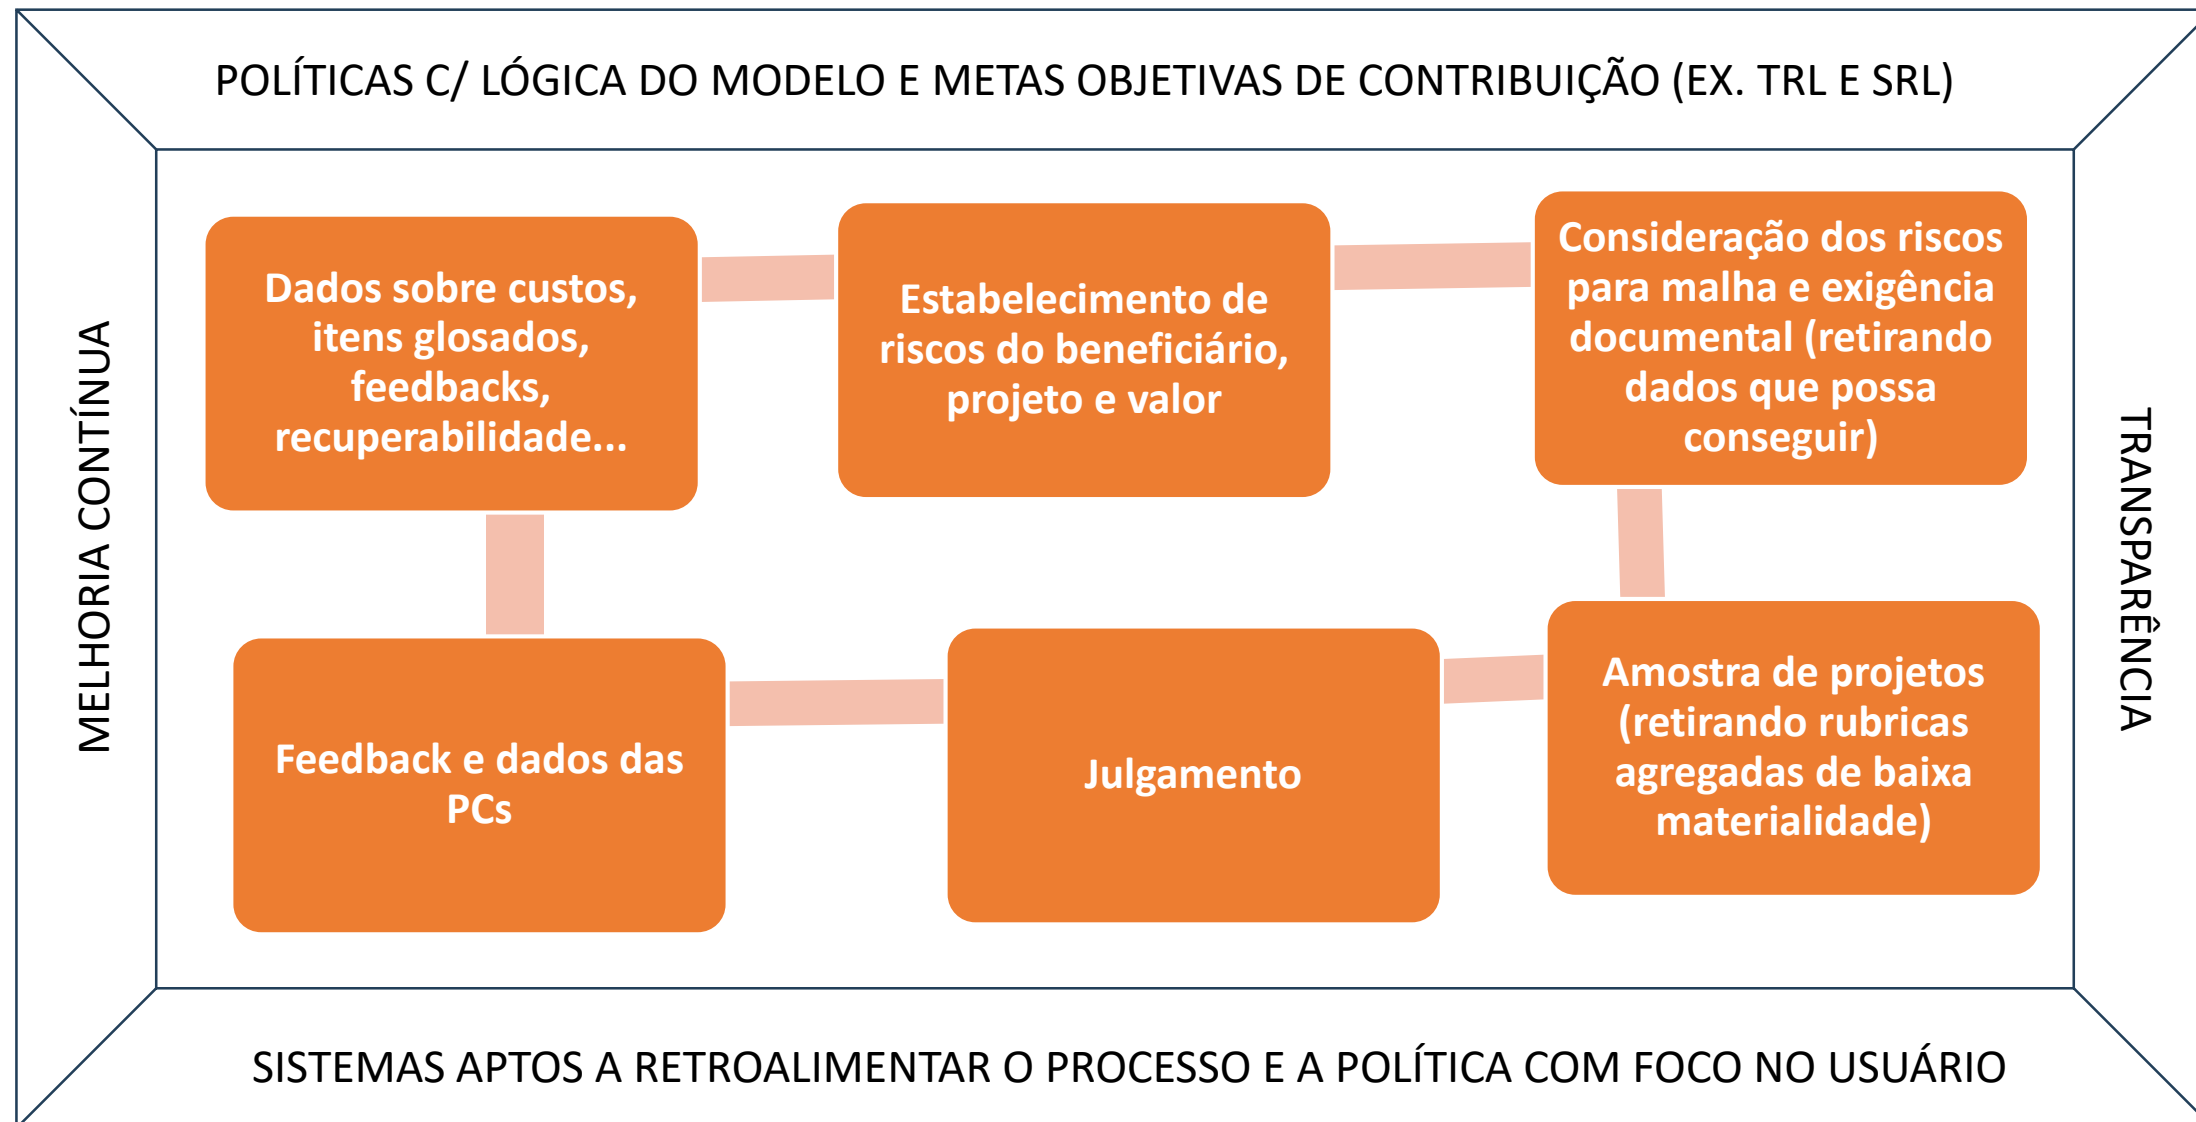 POLÍTICAS C/ LÓGICA DO MODELO E METAS OBJETIVAS DE CONTRIBUIÇÃO (EX. TRL E SRL)
MELHORIA CONTÍNUA
Dados sobre custos,
itens glosados,
feedbacks,
recuperabilidade...
Estabelecimento de
riscos do beneficiário,
projeto e valor
Consideração dos riscos
para malha e exigência
documental (retirando
dados que possa
conseguir)
TRANSPARÊNCIA
Amostra de projetos
(retirando rubricas
agregadas de baixa
materialidade)
Julgamento
Feedback e dados das
PCs
SISTEMAS APTOS A RETROALIMENTAR O PROCESSO E A POLÍTICA COM FOCO NO USUÁRIO